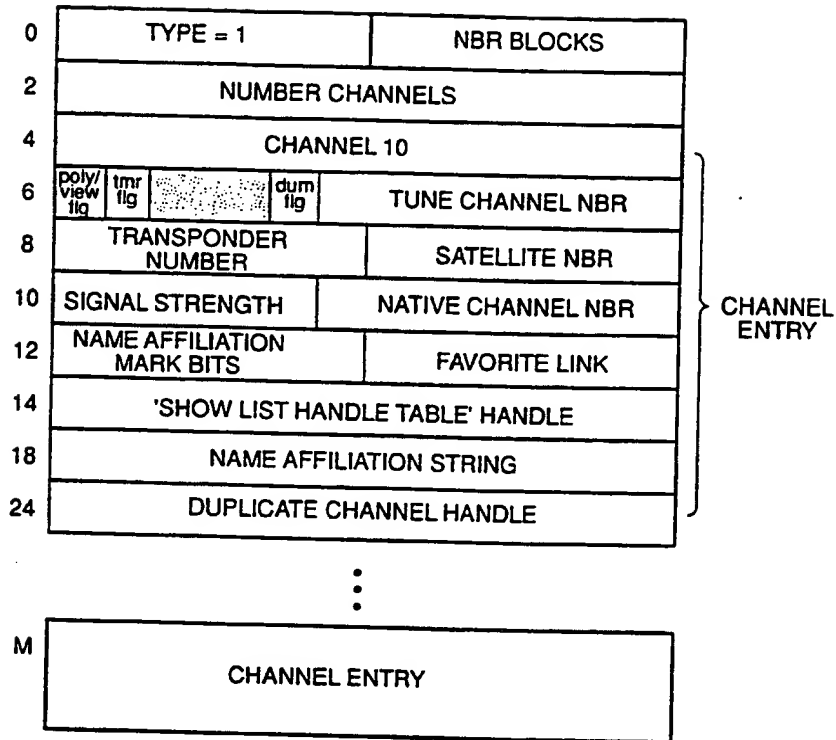 0 TYPE = 1 NBR BLOCKS
2 NUMBER CHANNELS
4 CHANNEL 10
6 poly/ view flg tmr flg dum flg TUNE CHANNEL NBR
8 TRANSPONDER NUMBER SATELLITE NBR
10 SIGNAL STRENGTH NATIVE CHANNEL NBR
CHANNEL ENTRY
12 NAME AFFILIATION MARK BITS FAVORITE LINK
14 'SHOW LIST HANDLE TABLE' HANDLE
18 NAME AFFILIATION STRING
24 DUPLICATE CHANNEL HANDLE
M CHANNEL ENTRY